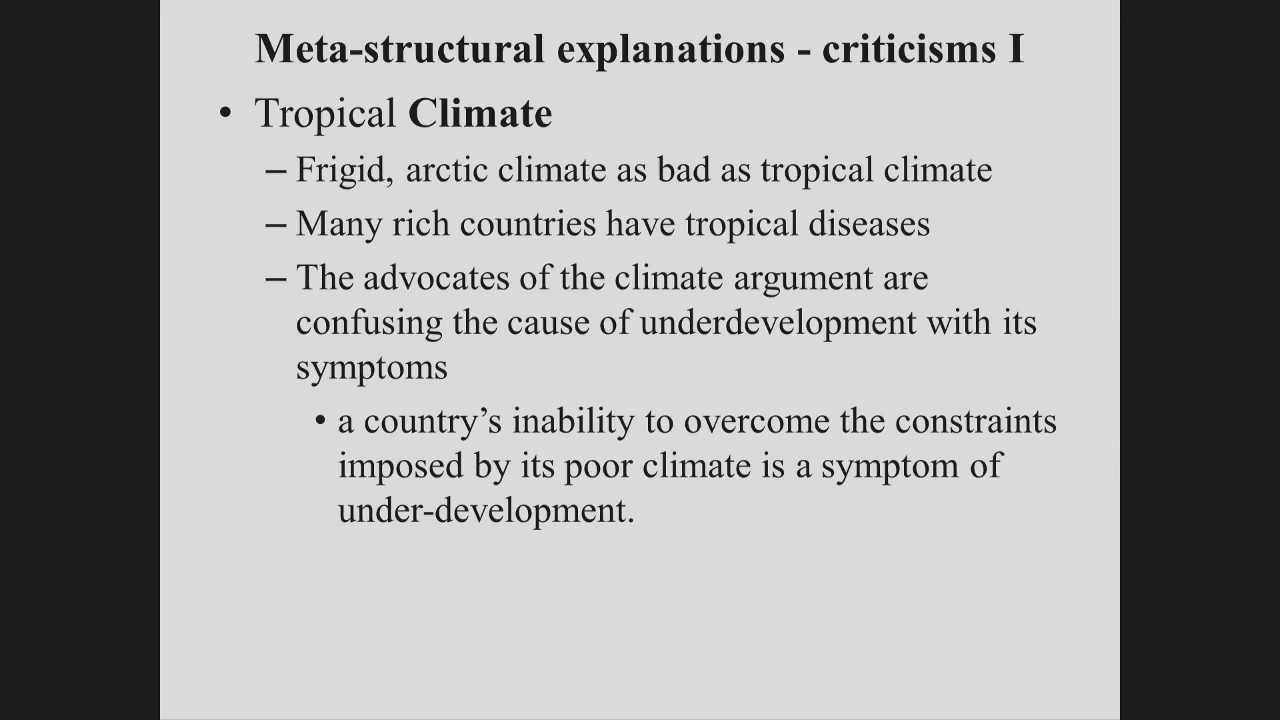 Meta-structural explanations - criticisms I
• Tropical Climate
– Frigid, arctic climate as bad as tropical climate
– Many rich countries have tropical diseases
– The advocates of the climate argument are
confusing the cause of underdevelopment with its
symptoms
• a country’s inability to overcome the constraints
imposed by its poor climate is a symptom of
under-development.